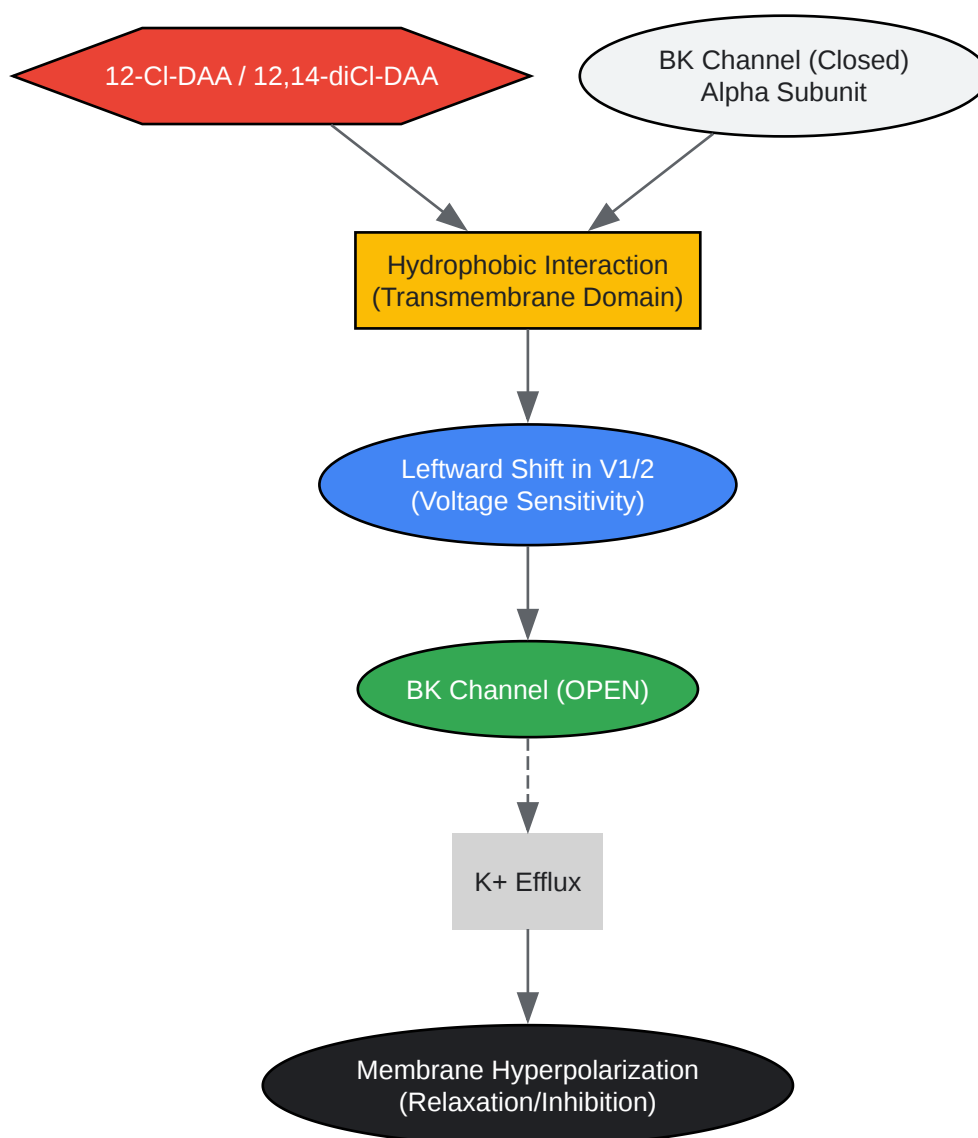 12-Cl-DAA / 12,14-diCl-DAA
BK Channel (Closed)
Alpha Subunit
Hydrophobic Interaction
(Transmembrane Domain)
Leftward Shift in V1/2
(Voltage Sensitivity)
BK Channel (OPEN)
K+ Efflux
Membrane Hyperpolarization
(Relaxation/Inhibition)